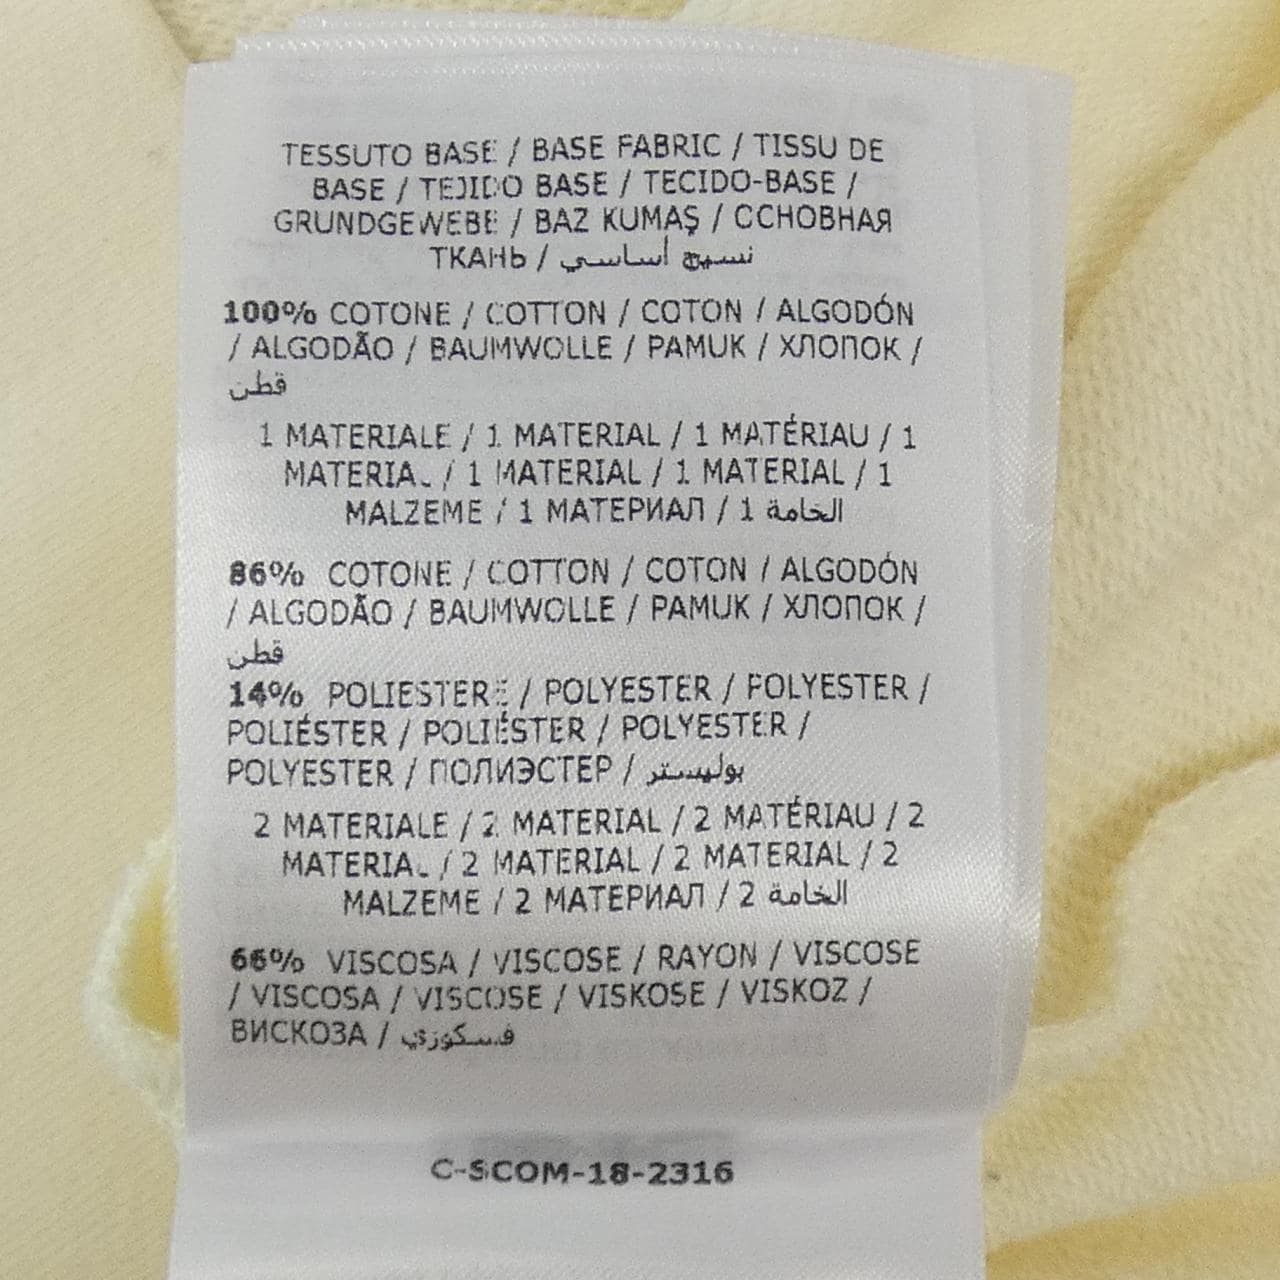 TESSUTO BASE / BASE FABRIC / TISSU DE
BASE / TEJIDO BASE / TECIDO-BASE /
GRUNDGEWEBE / BAZ KUMAŞ / ОСНОВНАЯ
ТКАНЬ / نسيج أساسي
100% COTONE / COTTON / COTON / ALGODÓN
/ ALGODÃO / BAUMWOLLE / PAMUK / ХЛОПОК /
قطن
1 MATERIALE / 1 MATERIAL / 1 MATÉRIAU / 1
MATERIAL / 1 MATERIAL / 1 MATERIAL / 1
MALZEME / 1 МАТЕРИАЛ / 1 الخامة
86% COTONE / COTTON / COTON / ALGODÓN
/ ALGODÃO / BAUMWOLLE / PAMUK / ХЛОПОК /
قطن
14% POLIESTERE / POLYESTER / POLYESTER /
POLIÉSTER / POLIÉSTER / POLYESTER /
POLYESTER / ПОЛИЭСТЕР / بوليستر
2 MATERIALE / 2 MATERIAL / 2 MATÉRIAU / 2
MATERIAL / 2 MATERIAL / 2 MATERIAL / 2
MALZEME / 2 МАТЕРИАЛ / 2 الخامة
66% VISCOSA / VISCOSE / RAYON / VISCOSE
/ VISCOSA / VISCOSE / VISKOSE / VISKOZ /
ВИСКОЗА / فسكوزي
C-SCOM-18-2316